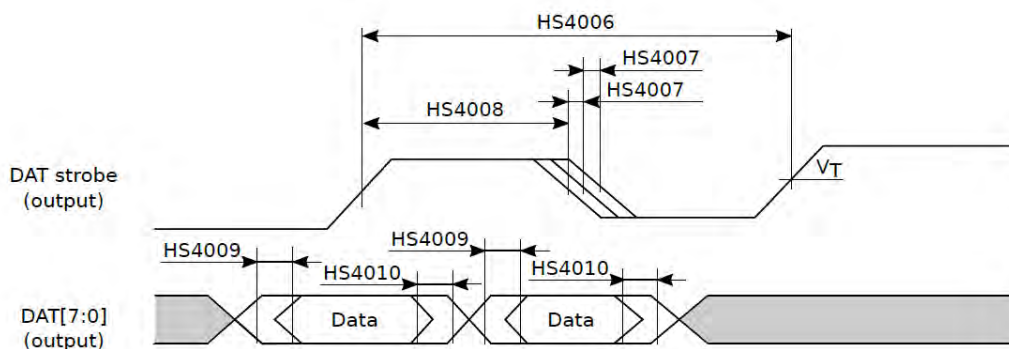 HS4006
HS4007
HS4007
HS4008
DAT strobe
(output)
VT
HS4009
HS4009
HS4010
HS4010
DAT[7:0]
(output)
Data
Data